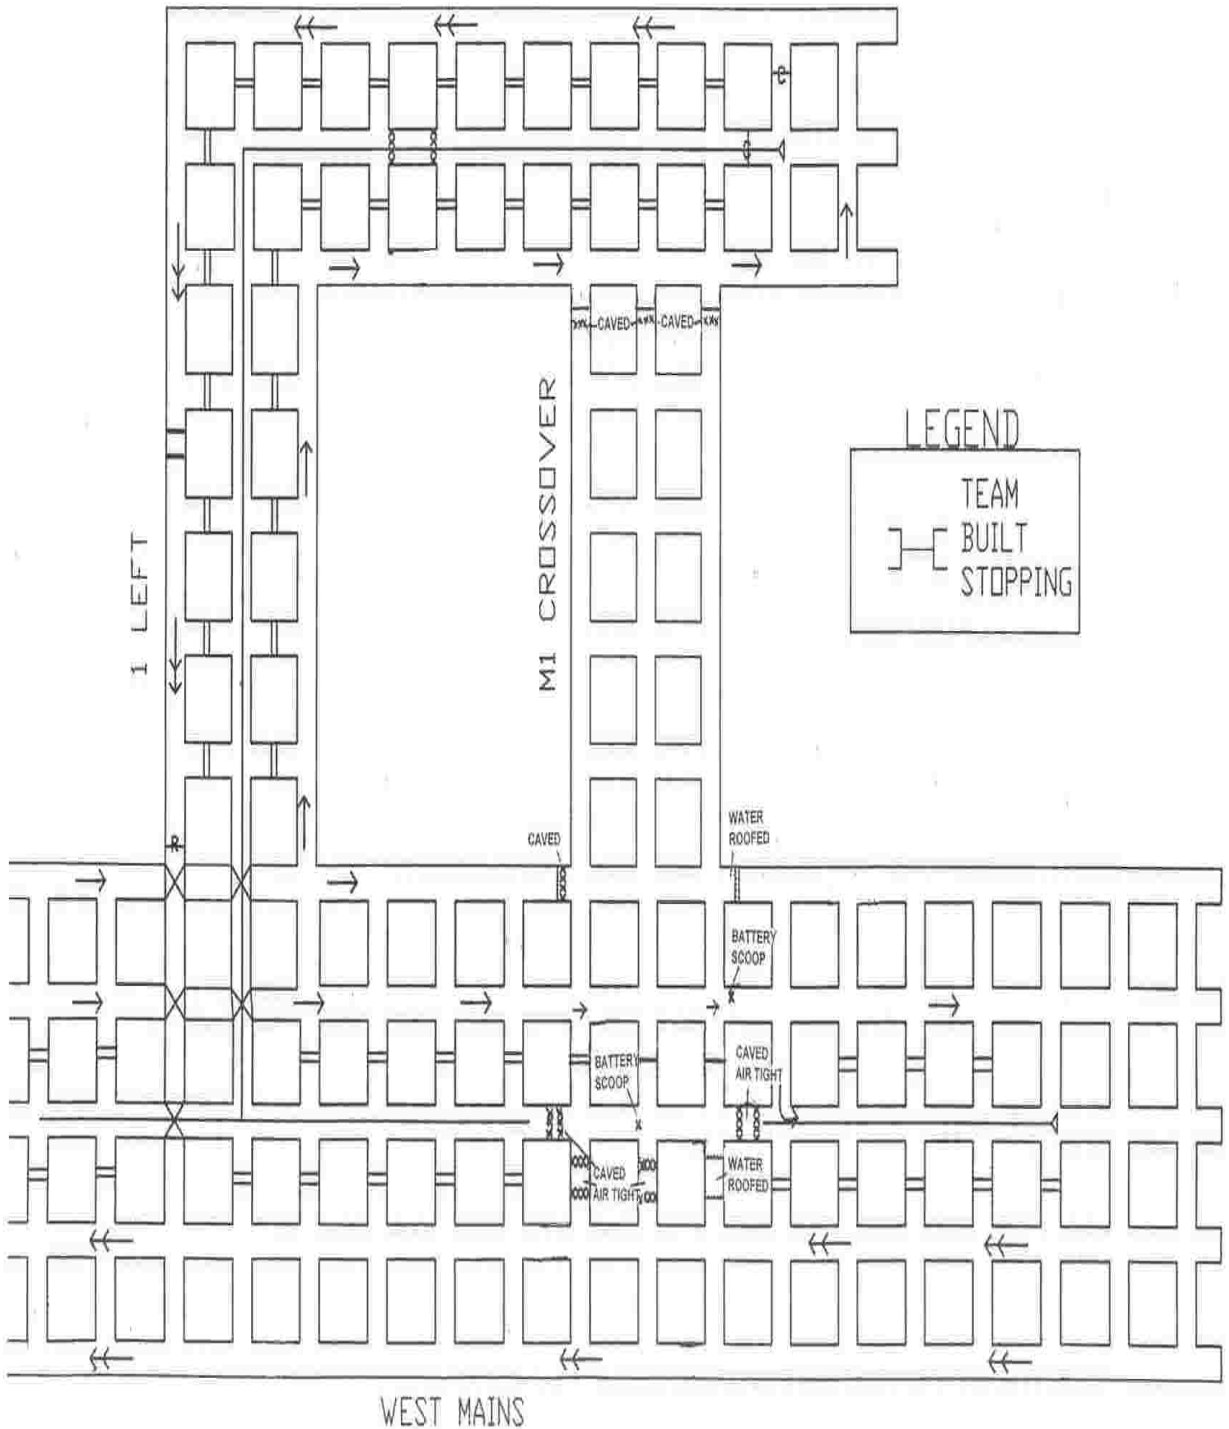 CAVED
CAVED
LEGEND
TEAM
BUILT
STOPPING
1 LEFT
M1 CROSSOVER
R
CAVED
WATER
ROOFED
BATTERY
SCOOP
BATTERY
SCOOP
CAVED
AIR TIGHT
CAVED
AIR TIGHT
WATER
ROOFED
WEST MAINS